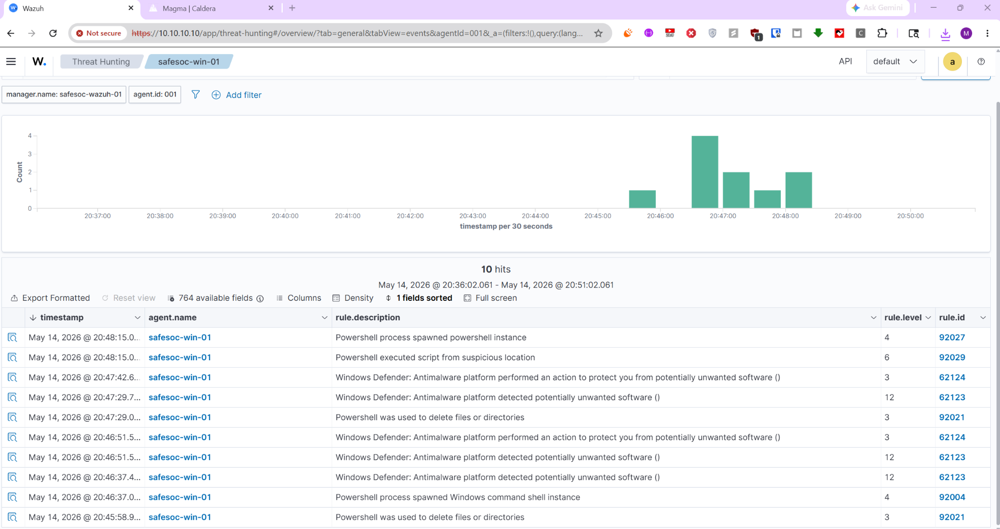 Wazuh
Magma | Caldera
Ask Gemini
Not secure
https://10.10.10.10/app/threat-hunting#/overview/?tab=general&tabView=events&agentId=001&_a=(filters:!(),query:(lang...
1
C
M
W.
Threat Hunting
safesoc-win-01
API
default
a
manager.name: safesoc-wazuh-01
agent.id: 001
Add filter
4
3
2
1
0
Count
20:37:00 20:38:00 20:39:00 20:40:00 20:41:00 20:42:00 20:43:00 20:44:00 20:45:00 20:46:00 20:47:00 20:48:00 20:49:00 20:50:00
timestamp per 30 seconds
10 hits
May 14, 2026 @ 20:36:02.061 - May 14, 2026 @ 20:51:02.061
Export Formatted Reset view 764 available fields Columns Density 1 fields sorted Full screen
timestamp agent.name rule.description rule.level rule.id
May 14, 2026 @ 20:48:15.0... safesoc-win-01 Powershell process spawned powershell instance 4 92027
May 14, 2026 @ 20:48:15.0... safesoc-win-01 Powershell executed script from suspicious location 6 92029
May 14, 2026 @ 20:47:42.6... safesoc-win-01 Windows Defender: Antimalware platform performed an action to protect you from potentially unwanted software () 3 62124
May 14, 2026 @ 20:47:29.7... safesoc-win-01 Windows Defender: Antimalware platform detected potentially unwanted software () 12 62123
May 14, 2026 @ 20:47:29.0... safesoc-win-01 Powershell was used to delete files or directories 3 92021
May 14, 2026 @ 20:46:51.5... safesoc-win-01 Windows Defender: Antimalware platform performed an action to protect you from potentially unwanted software () 3 62124
May 14, 2026 @ 20:46:51.5... safesoc-win-01 Windows Defender: Antimalware platform detected potentially unwanted software () 12 62123
May 14, 2026 @ 20:46:37.4... safesoc-win-01 Windows Defender: Antimalware platform detected potentially unwanted software () 12 62123
May 14, 2026 @ 20:46:37.0... safesoc-win-01 Powershell process spawned Windows command shell instance 4 92004
May 14, 2026 @ 20:45:58.9... safesoc-win-01 Powershell was used to delete files or directories 3 92021